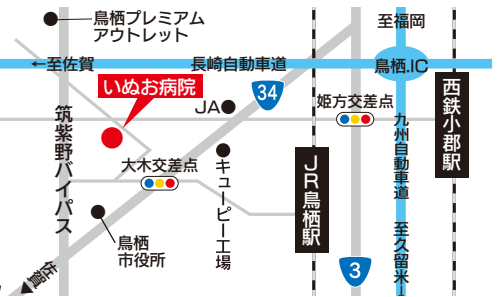 鳥栖プレミアム
アウトレット
至福岡
←至佐賀
長崎自動車道
鳥栖.IC
いぬお病院
34
JA
姫方交差点
西鉄小郡駅
筑紫野バイパス
大木交差点
キューピー工場
JR鳥栖駅
九州自動車道
鳥栖
市役所
至久留米→
佐賀
3